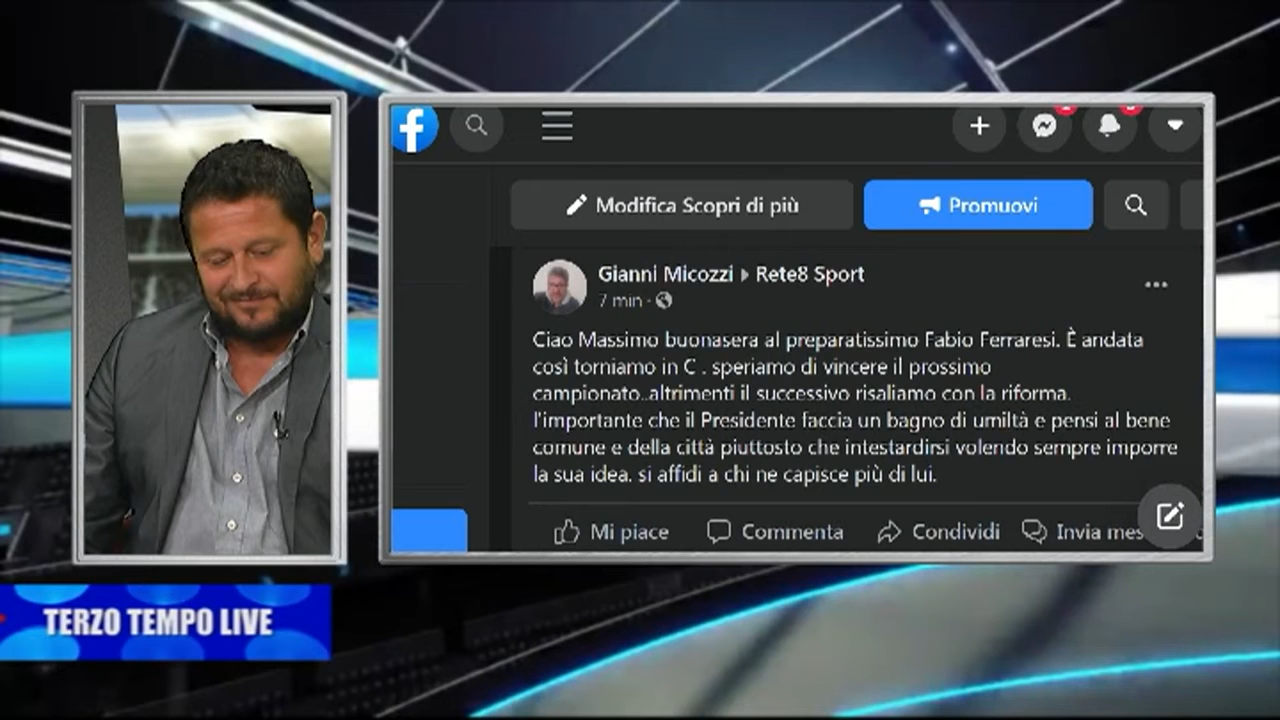 Modifica Scopri di più
Promuovi
Gianni Micozzi Rete8 Sport
7 min
Ciao Massimo buonasera al preparatissimo Fabio Ferraresi. È andata
così torniamo in C . speriamo di vincere il prossimo
campionato..altrimenti il successivo risaliamo con la riforma.
l'importante che il Presidente faccia un bagno di umiltà e pensi al bene
comune e della città piuttosto che intestardirsi volendo sempre imporre
la sua idea. si affidi a chi ne capisce più di lui.
Mi piace
Commenta
Condividi
Invia mes
TERZO TEMPO LIVE